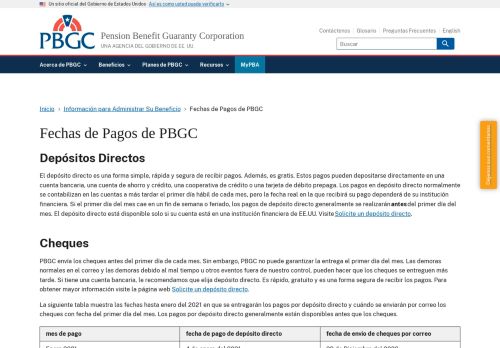 Un sitio oficial del Gobierno de Estados Unidos Así es como usted puede verificarlo
PBGC
Pension Benefit Guaranty Corporation
UNA AGENCIA DEL GOBIERNO DE EE. UU.
Contáctenos Glosario Preguntas Frecuentes English
Buscar
Acerca de PBGC Beneficios Planes de PBGC Recursos MyPBA
Inicio › Información para Administrar Su Beneficio › Fechas de Pagos de PBGC
Fechas de Pagos de PBGC
Depósitos Directos
El depósito directo es una forma simple, rápida y segura de recibir pagos. Además, es gratis. Estos pagos pueden depositarse directamente en una
cuenta bancaria, una cuenta de ahorro y crédito, una cooperativa de crédito o una tarjeta de débito prepaga. Los pagos en depósito directo normalmente
se contabilizan en las cuentas a más tardar el primer día hábil, de cada mes, pero la fecha real en la que recibirá su pago dependerá de su institución
financiera. Si el primer día del mes cae en un fin de semana o feriado, los pagos de depósito directo generalmente se realizarán antes del primer día del
mes. El depósito directo está disponible solo si su cuenta está en una institución financiera de EE.UU. Visite Solicite un depósito directo.
Cheques
PBGC envía los cheques antes del primer día de cada mes. Sin embargo, PBGC no puede garantizar la entrega el primer día del mes. Las demoras
normales en el correo y las demoras debido al mal tiempo u otros eventos fuera de nuestro control, pueden hacer que los cheques se entreguen más
tarde. Si tiene una cuenta bancaria, le recomendamos que elija depósito directo. Es rápido, gratuito y es una forma segura de recibir los pagos. Para
obtener mayor información visite la página web Solicite un depósito directo.
La siguiente tabla muestra las fechas hasta enero del 2021 en que se entregarán los pagos por depósito directo y cuándo se enviarán por correo los
cheques con fecha del primer día del mes. Los pagos por depósito directo generalmente están disponibles antes que los cheques.
mes de pago fecha de pago de depósito directo fecha de envío de cheques por correo